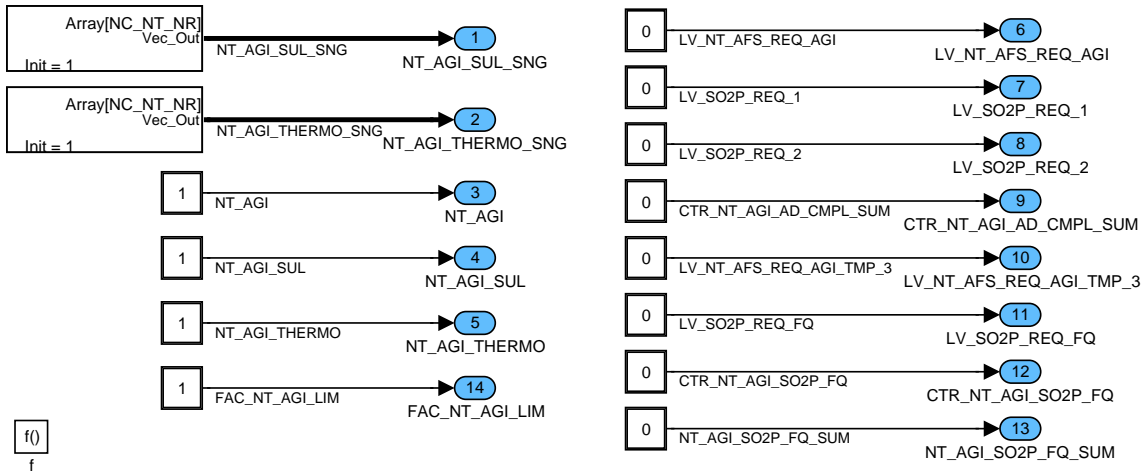 Array[NC_NT_NR]
Vec_Out
Init = 1
NT_AGI_SUL_SNG
1
NT_AGI_SUL_SNG
Array[NC_NT_NR]
Vec_Out
Init = 1
NT_AGI_THERMO_SNG
2
NT_AGI_THERMO_SNG
1
NT_AGI
3
NT_AGI
1
NT_AGI_SUL
4
NT_AGI_SUL
1
NT_AGI_THERMO
5
NT_AGI_THERMO
1
FAC_NT_AGI_LIM
14
FAC_NT_AGI_LIM
f()
f
0
LV_NT_AFS_REQ_AGI
6
LV_NT_AFS_REQ_AGI
0
LV_SO2P_REQ_1
7
LV_SO2P_REQ_1
0
LV_SO2P_REQ_2
8
LV_SO2P_REQ_2
0
CTR_NT_AGI_AD_CMPL_SUM
9
CTR_NT_AGI_AD_CMPL_SUM
0
LV_NT_AFS_REQ_AGI_TMP_3
10
LV_NT_AFS_REQ_AGI_TMP_3
0
LV_SO2P_REQ_FQ
11
LV_SO2P_REQ_FQ
0
CTR_NT_AGI_SO2P_FQ
12
CTR_NT_AGI_SO2P_FQ
0
NT_AGI_SO2P_FQ_SUM
13
NT_AGI_SO2P_FQ_SUM